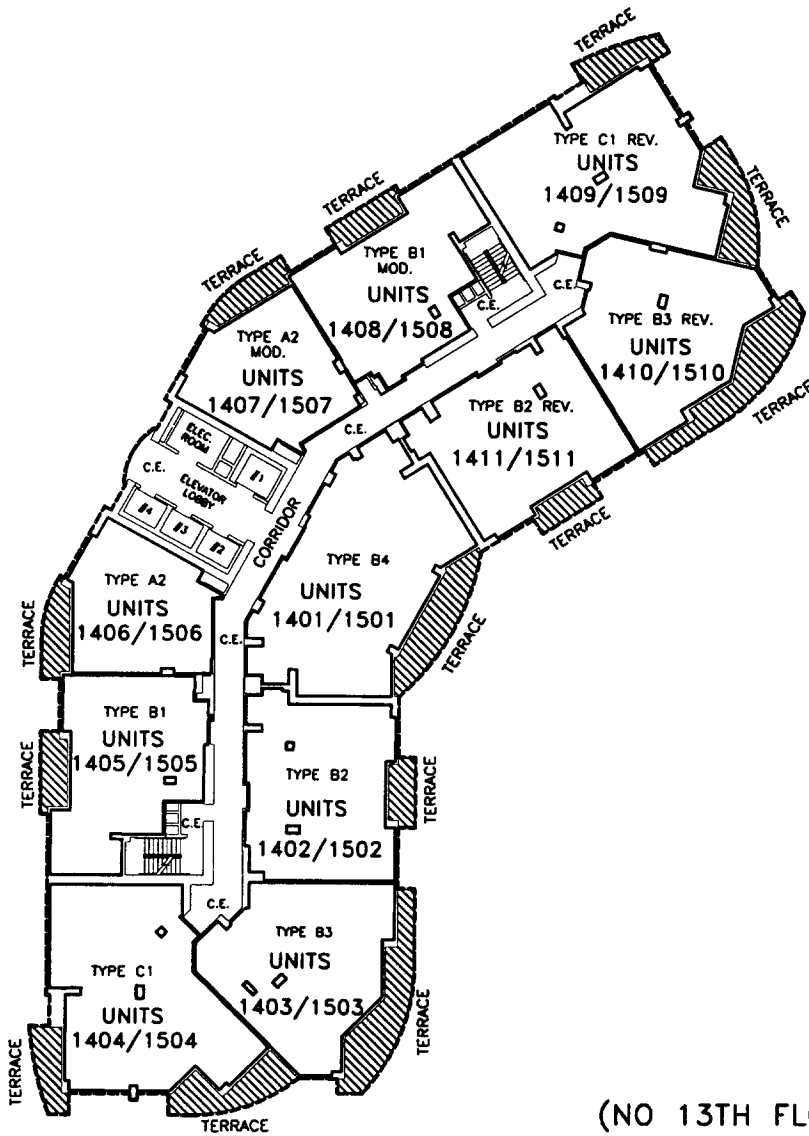 TERRACE
TYPE C1 REV.
UNITS
1409/1509
TERRACE
TERRACE
TYPE B1
MOD.
UNITS
1408/1508
C.E.
C.E.
TERRACE
TYPE A2
MOD.
UNITS
1407/1507
TYPE B3 REV.
UNITS
1410/1510
TERRACE
TYPE B2 REV.
UNITS
1411/1511
TERRACE
C.E.
ELEC.
ROOM
#1
C.E.
ELEVATOR
LOBBY
#4
#3
#2
CORRIDOR
TYPE B4
UNITS
1401/1501
TERRACE
TYPE A2
UNITS
1406/1506
TERRACE
C.E.
TYPE B1
UNITS
1405/1505
TERRACE
C.E.
TYPE B2
UNITS
1402/1502
TERRACE
C.E.
TYPE B3
UNITS
1403/1503
TERRACE
TYPE C1
UNITS
1404/1504
TERRACE
TERRACE
(NO 13TH